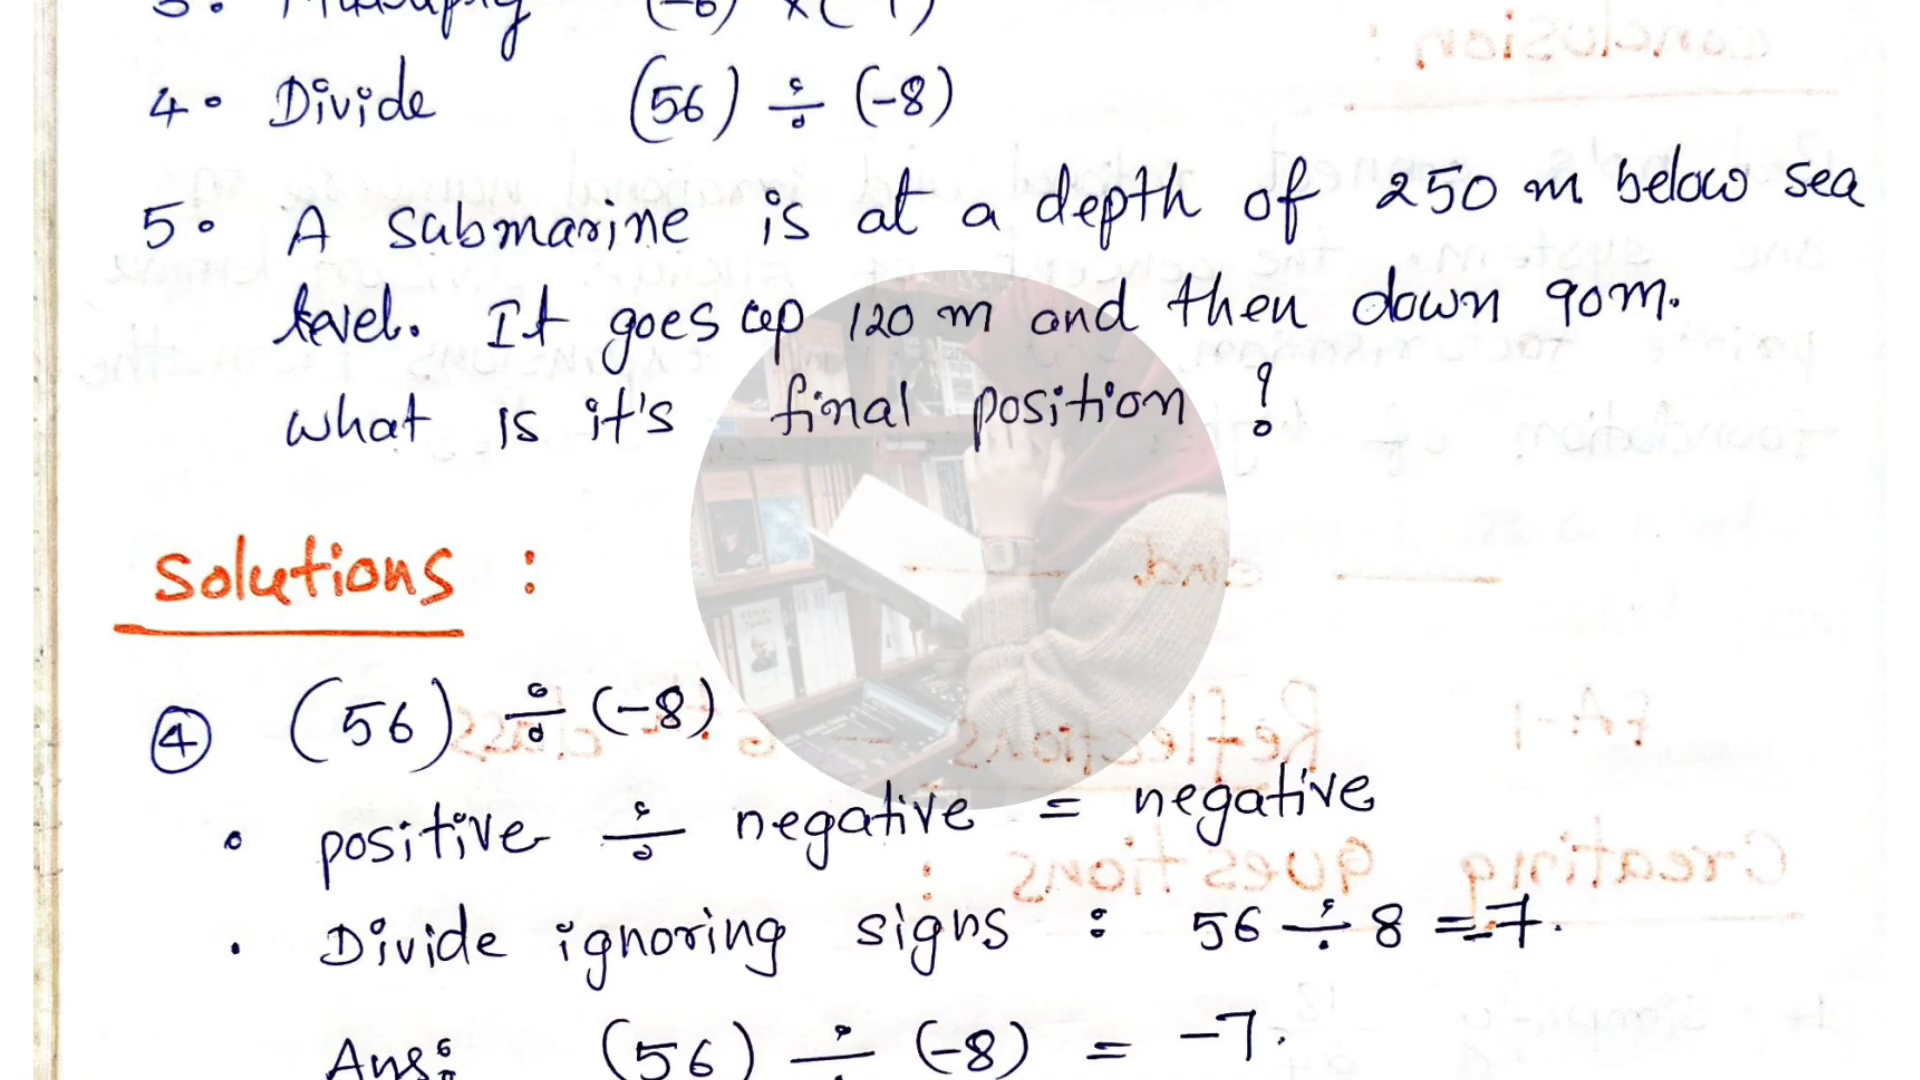 3. Multiply
4. Divide (56) ÷ (-8)
5. A submarine is at a depth of 250 m below sea
level. It goes up 120 m and then down 90m.
what is it's final position ?
Solutions :
④ (56) ÷ (-8)
• positive ÷ negative = negative
• Divide ignoring signs : 56 ÷ 8 = 7.
Ans: (56) ÷ (-8) = -7.